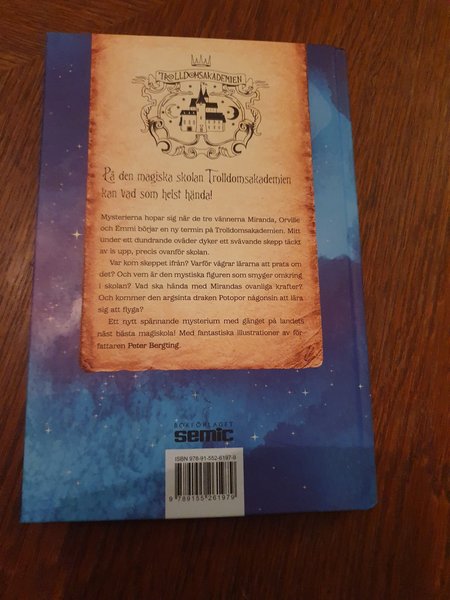 TROLLDOMSAKADEMIEN
På den magiska skolan Trolldomsakademien
kan vad som helst hända!
Mysterierna hopar sig när de tre vännerna Miranda, Orville
och Emmi börjar en ny termin på Trolldomsakademien. Mitt
under ett dundrande oväder dyker ett svävande skepp täckt
av is upp, precis ovanför skolan.
Var kom skeppet ifrån? Varför vägrar lärarna att prata om
det? Och vem är den mystiska figuren som smyger omkring
i skolan? Vad ska hända med Mirandas ovanliga krafter?
Och kommer den argsinta draken Potopor någonsin att lära
sig att flyga?
Ett nytt spännande mysterium med gänget på landets
näst bästa magiskola! Med fantastiska illustrationer av för-
fattaren Peter Bergting.
BOKFÖRLAGET
semic
ISBN 978-91-552-6197-9
9 789155 261979